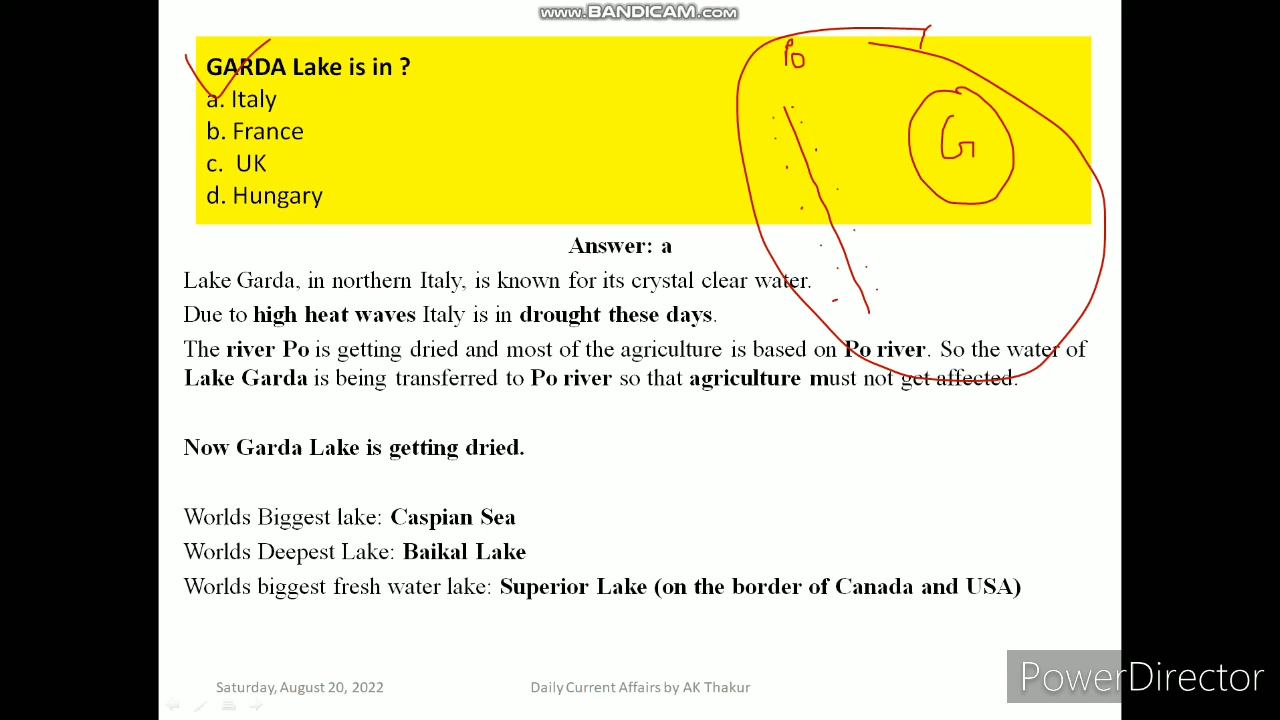 www.BANDICAM.com
GARDA Lake is in ?
a. Italy
b. France
c. UK
d. Hungary
Po
G
Answer: a
Lake Garda, in northern Italy, is known for its crystal clear water.
Due to high heat waves Italy is in drought these days.
The river Po is getting dried and most of the agriculture is based on Po river. So the water of
Lake Garda is being transferred to Po river so that agriculture must not get affected.
Now Garda Lake is getting dried.
Worlds Biggest lake: Caspian Sea
Worlds Deepest Lake: Baikal Lake
Worlds biggest fresh water lake: Superior Lake (on the border of Canada and USA)
Saturday, August 20, 2022
Daily Current Affairs by AK Thakur
PowerDirector